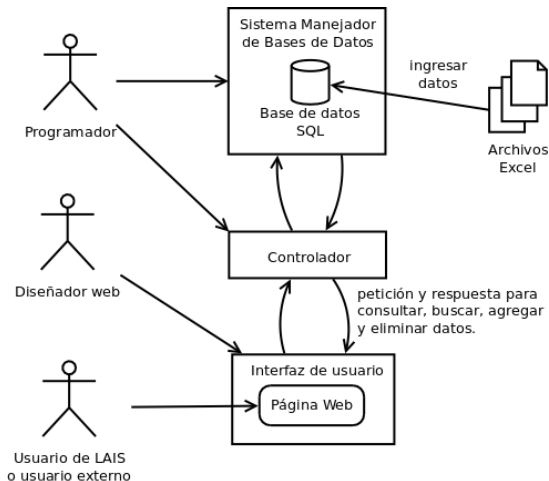 Sistema Manejador
de Bases de Datos
Base de datos
SQL
ingresar
datos
Archivos
Excel
Programador
Controlador
Diseñador web
petición y respuesta para
consultar, buscar, agregar
y eliminar datos.
Interfaz de usuario
Página Web
Usuario de LAIS
o usuario externo